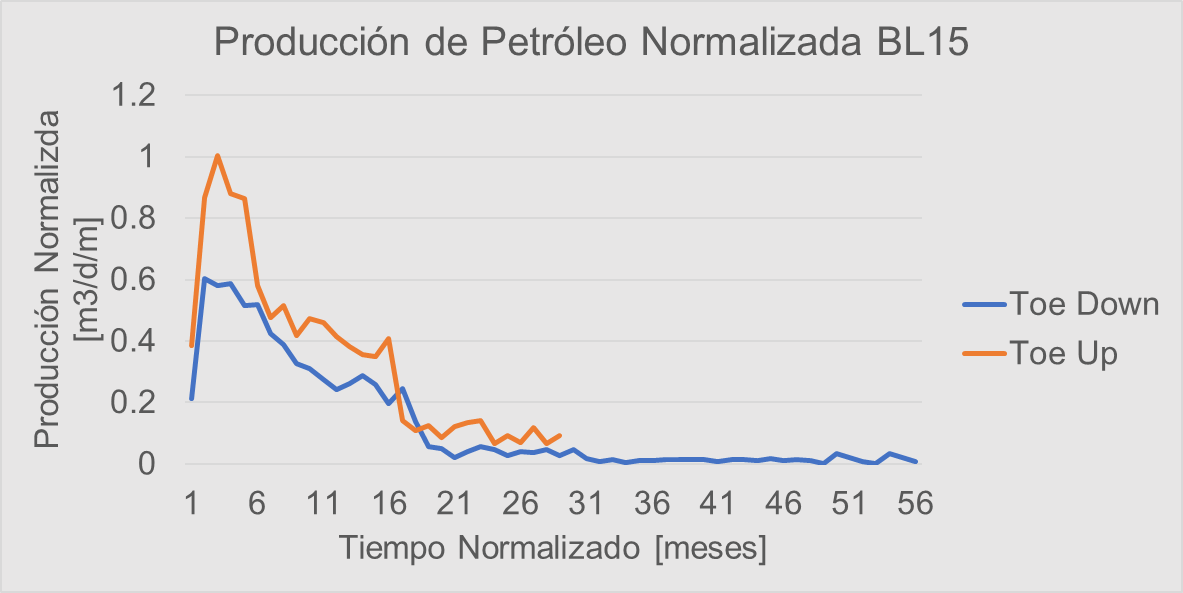 Producción de Petróleo Normalizada BL15
Producción Normalizda
[m3/d/m]
1.2
1
0.8
0.6
0.4
0.2
0
1 6 11 16 21 26 31 36 41 46 51 56
Tiempo Normalizado [meses]
Toe Down
Toe Up